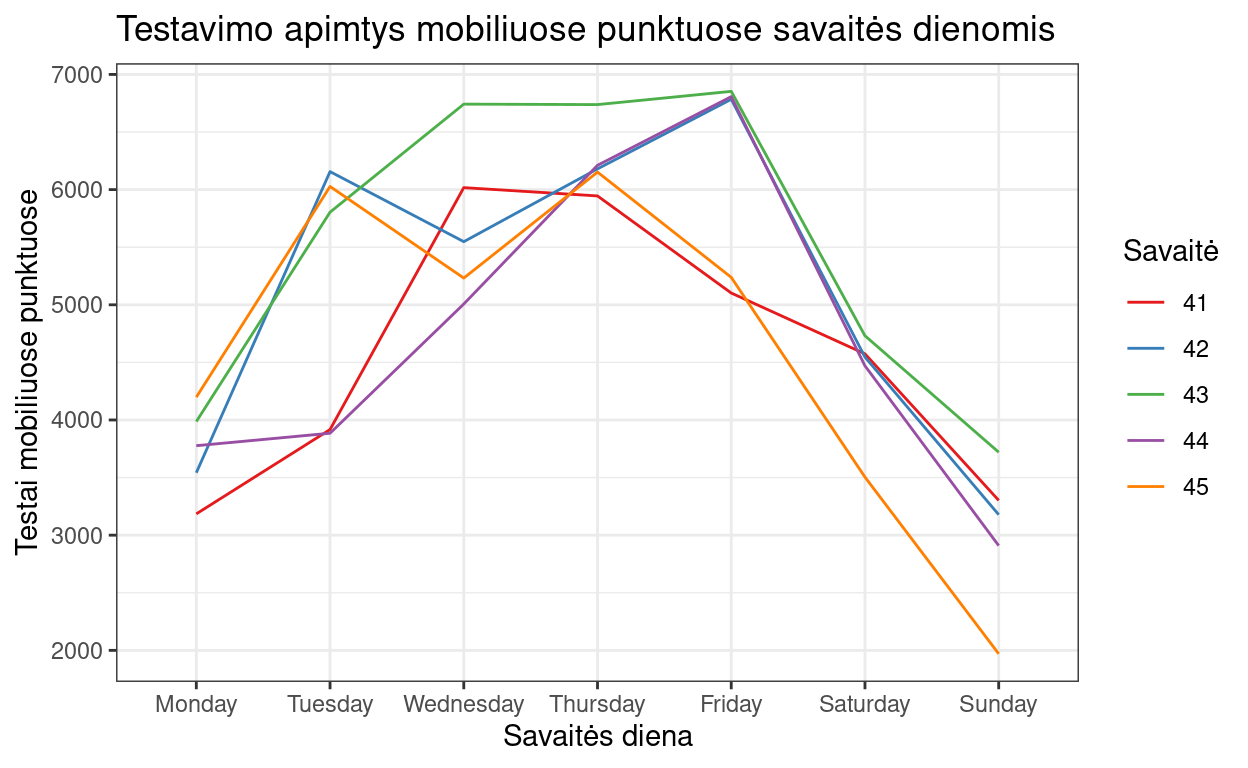 Testavimo apimtys mobiliuose punktuose savaitės dienomis
Testai mobiliuose punktuose
7000
6000
5000
4000
3000
2000
Monday Tuesday Wednesday Thursday Friday Saturday Sunday
Savaitės diena
Savaitė
41
42
43
44
45